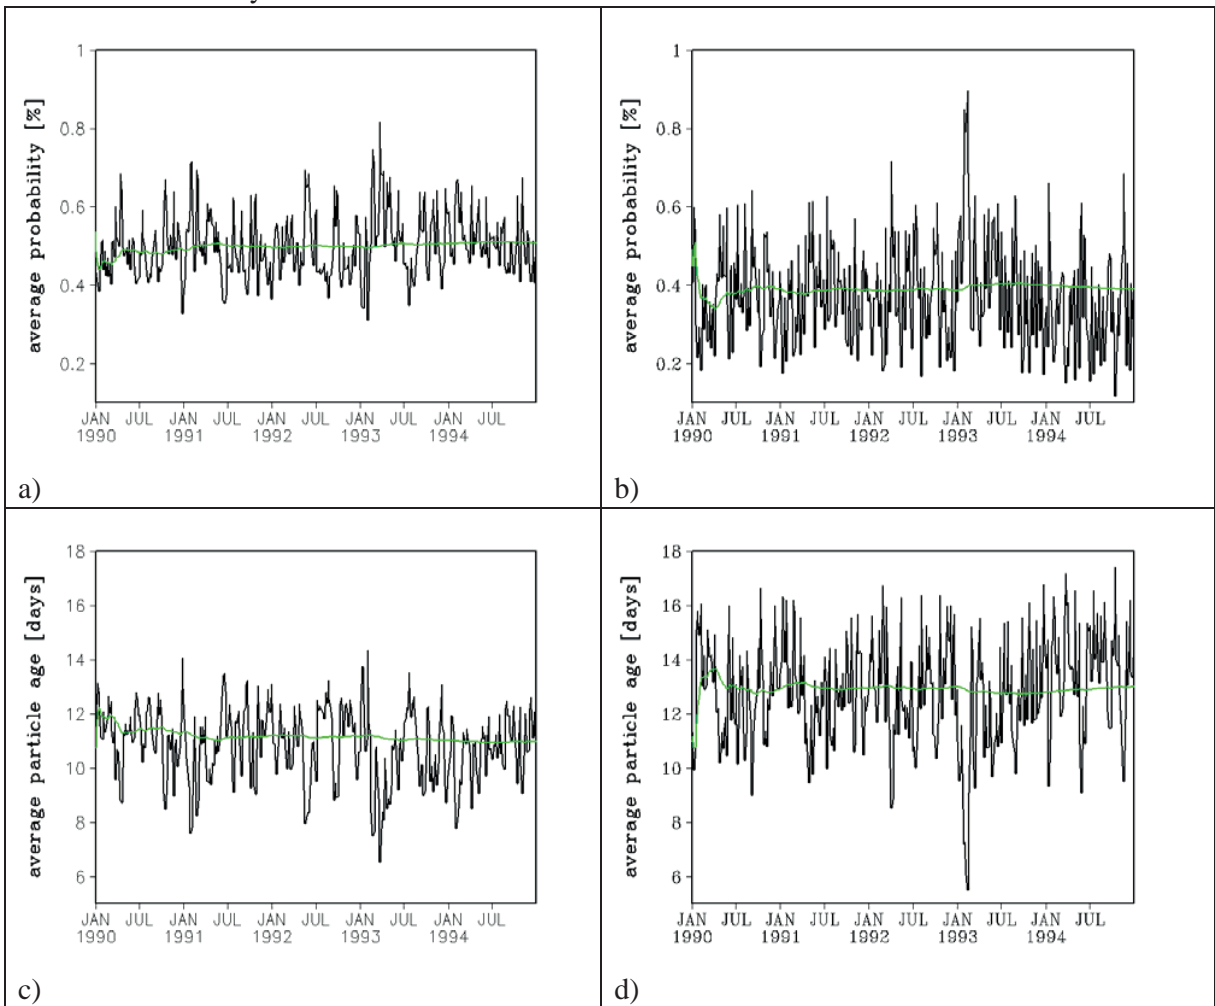 average probability [%]
1
0.8
0.6
0.4
0.2
JAN JUL JAN JUL JAN JUL JAN JUL JAN JUL
1990 1991 1992 1993 1994
a)
average probability [%]
1
0.8
0.6
0.4
0.2
JAN JUL JAN JUL JAN JUL JAN JUL JAN JUL
1990 1991 1992 1993 1994
b)
average particle age [days]
18
16
14
12
10
8
6
JAN JUL JAN JUL JAN JUL JAN JUL JAN JUL
1990 1991 1992 1993 1994
c)
average particle age [days]
18
16
14
12
10
8
6
JAN JUL JAN JUL JAN JUL JAN JUL JAN JUL
1990 1991 1992 1993 1994
d)